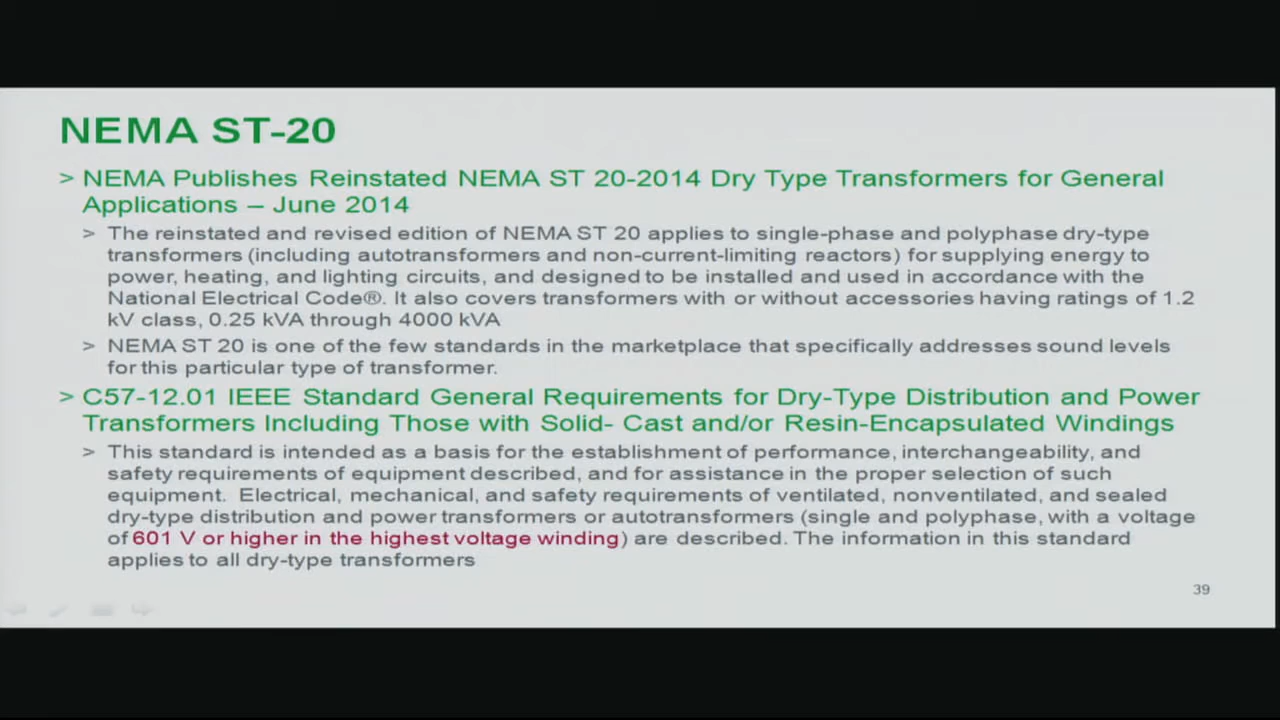 NEMA ST-20
> NEMA Publishes Reinstated NEMA ST 20-2014 Dry Type Transformers for General
Applications – June 2014
> The reinstated and revised edition of NEMA ST 20 applies to single-phase and polyphase dry-type
transformers (including autotransformers and non-current-limiting reactors) for supplying energy to
power, heating, and lighting circuits, and designed to be installed and used in accordance with the
National Electrical Code®. It also covers transformers with or without accessories having ratings of 1.2
kV class, 0.25 kVA through 4000 kVA
> NEMA ST 20 is one of the few standards in the marketplace that specifically addresses sound levels
for this particular type of transformer.
> C57-12.01 IEEE Standard General Requirements for Dry-Type Distribution and Power
Transformers Including Those with Solid- Cast and/or Resin-Encapsulated Windings
> This standard is intended as a basis for the establishment of performance, interchangeability, and
safety requirements of equipment described, and for assistance in the proper selection of such
equipment. Electrical, mechanical, and safety requirements of ventilated, nonventilated, and sealed
dry-type distribution and power transformers or autotransformers (single and polyphase, with a voltage
of 601 V or higher in the highest voltage winding) are described. The information in this standard
applies to all dry-type transformers
39